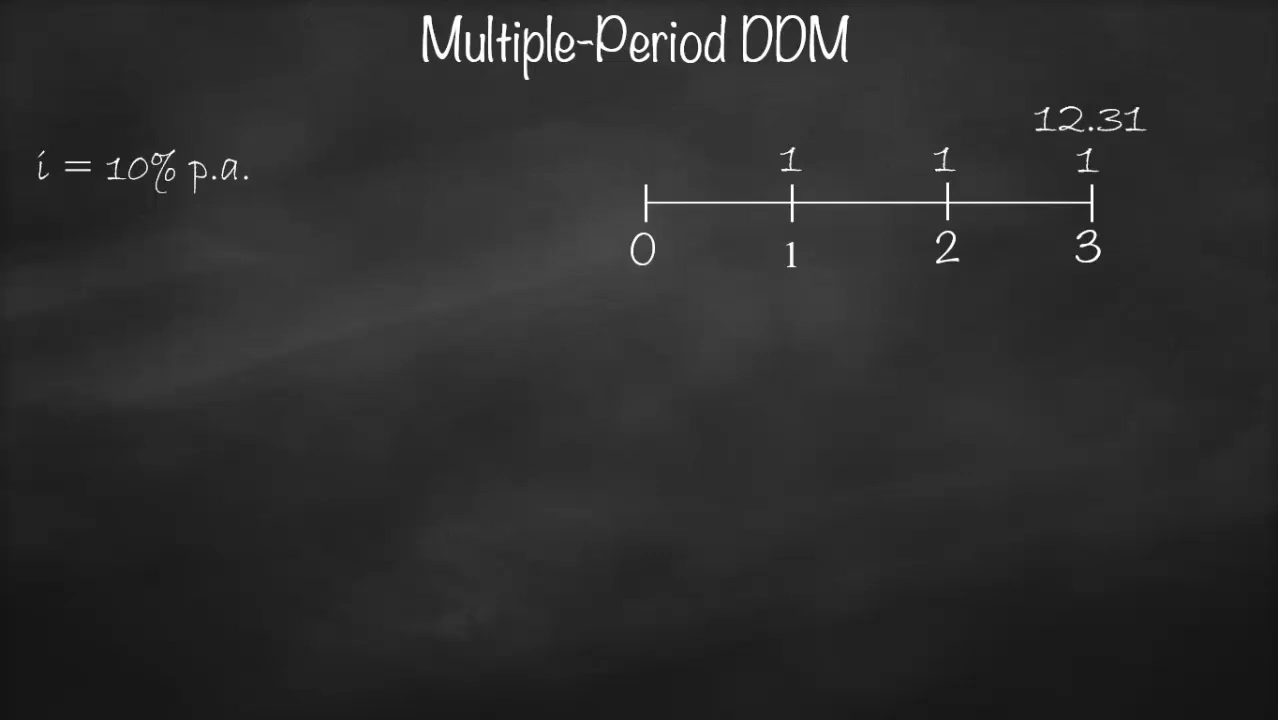 Multiple-Period DDM
i = 10% p.a.
12.31
1 1 1
0 1 2 3